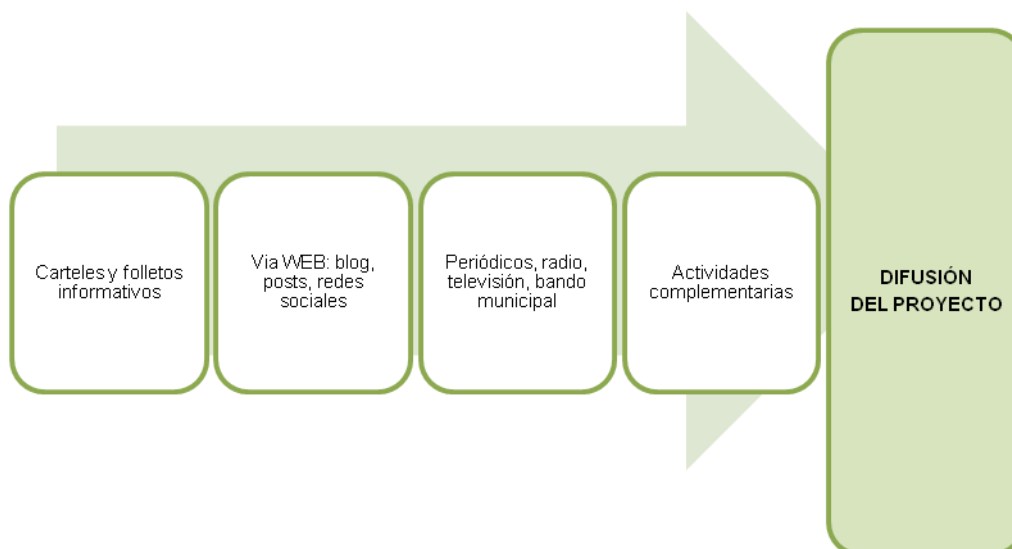 Carteles y folletos
informativos
Via WEB: blog,
posts, redes
sociales
Periódicos, radio,
televisión, bando
municipal
Actividades
complementarias
DIFUSIÓN
DEL PROYECTO